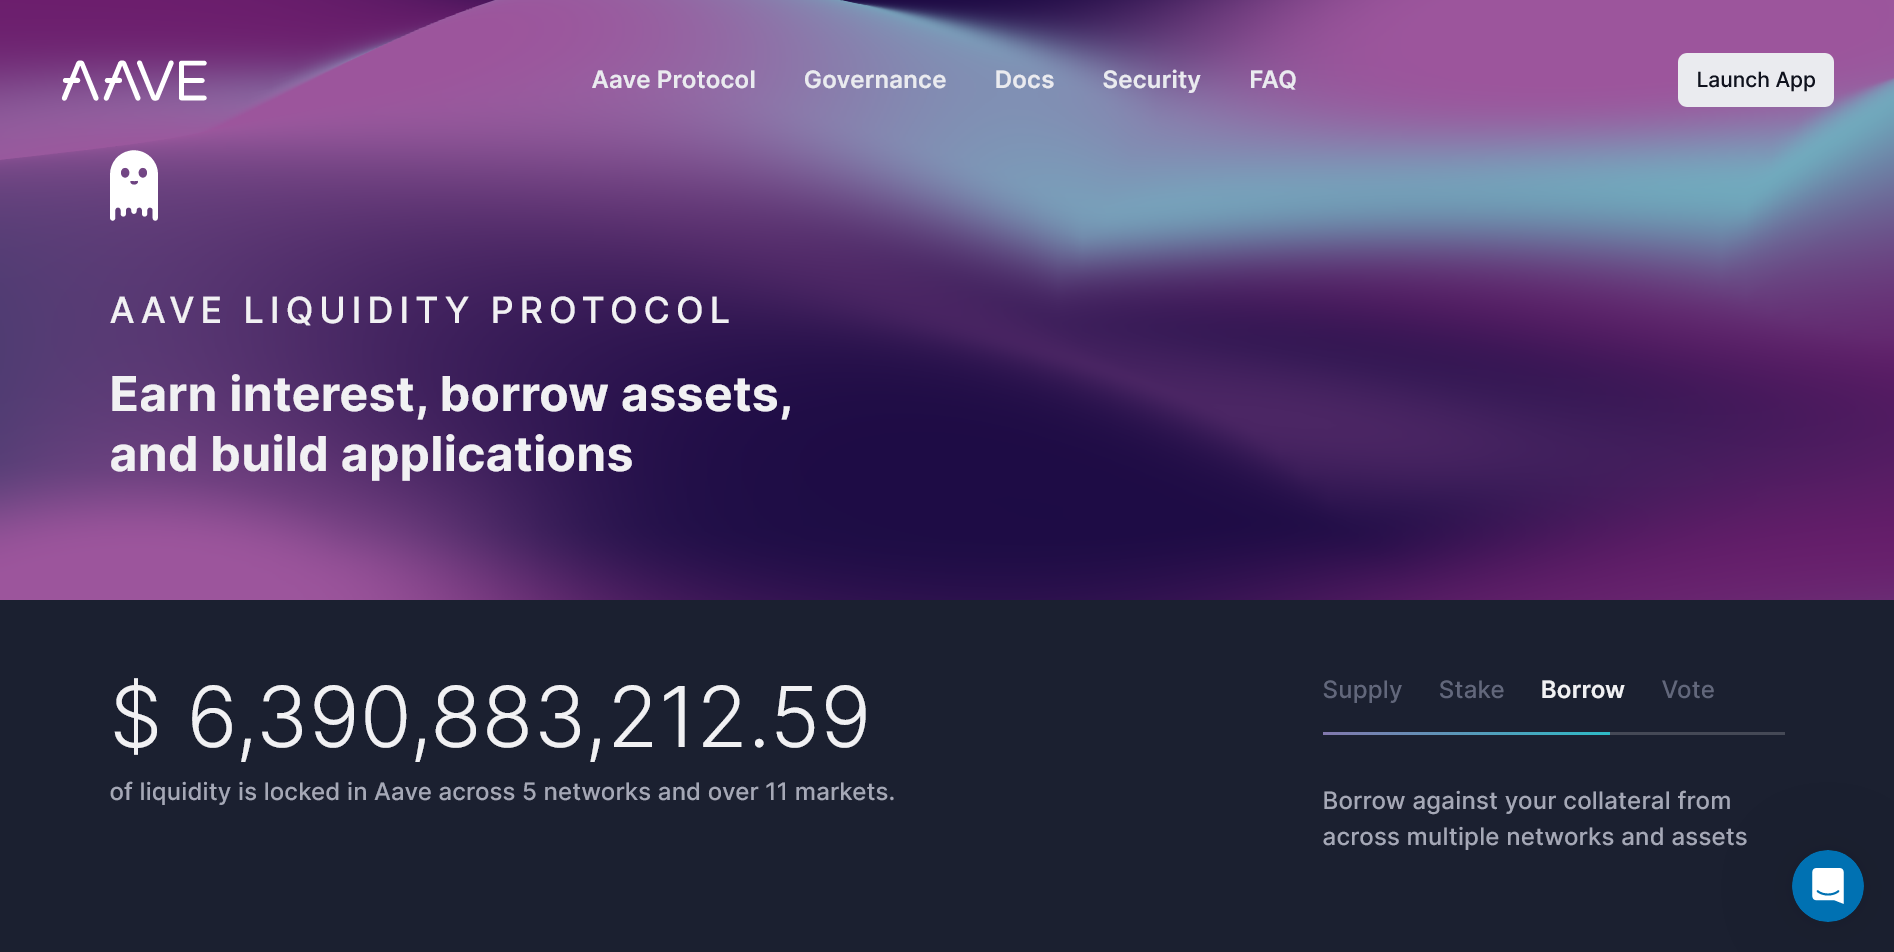 AAVE
Aave Protocol
Governance
Docs
Security
FAQ
Launch App
AAVE LIQUIDITY PROTOCOL
Earn interest, borrow assets,
and build applications
$ 6,390,883,212.59
of liquidity is locked in Aave across 5 networks and over 11 markets.
Supply
Stake
Borrow
Vote
Borrow against your collateral from
across multiple networks and assets